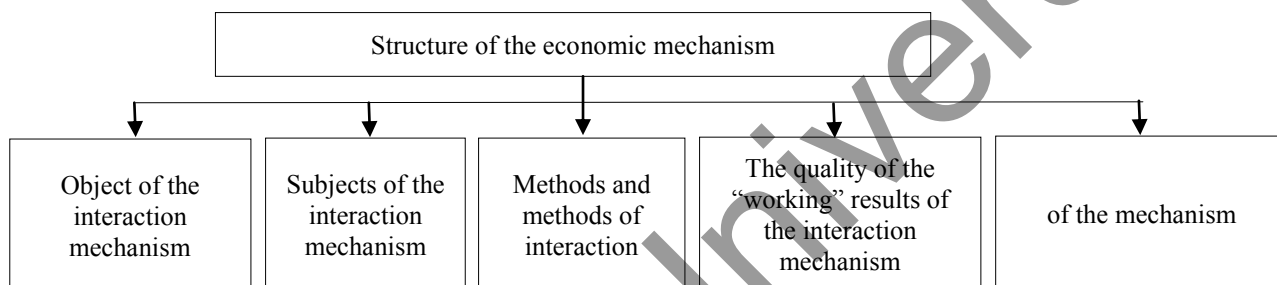 Structure of the economic mechanism
Object of the
interaction
mechanism
Subjects of the
interaction
mechanism
Methods and
methods of
interaction
The quality of the
“working” results of
the interaction
mechanism
of the mechanism